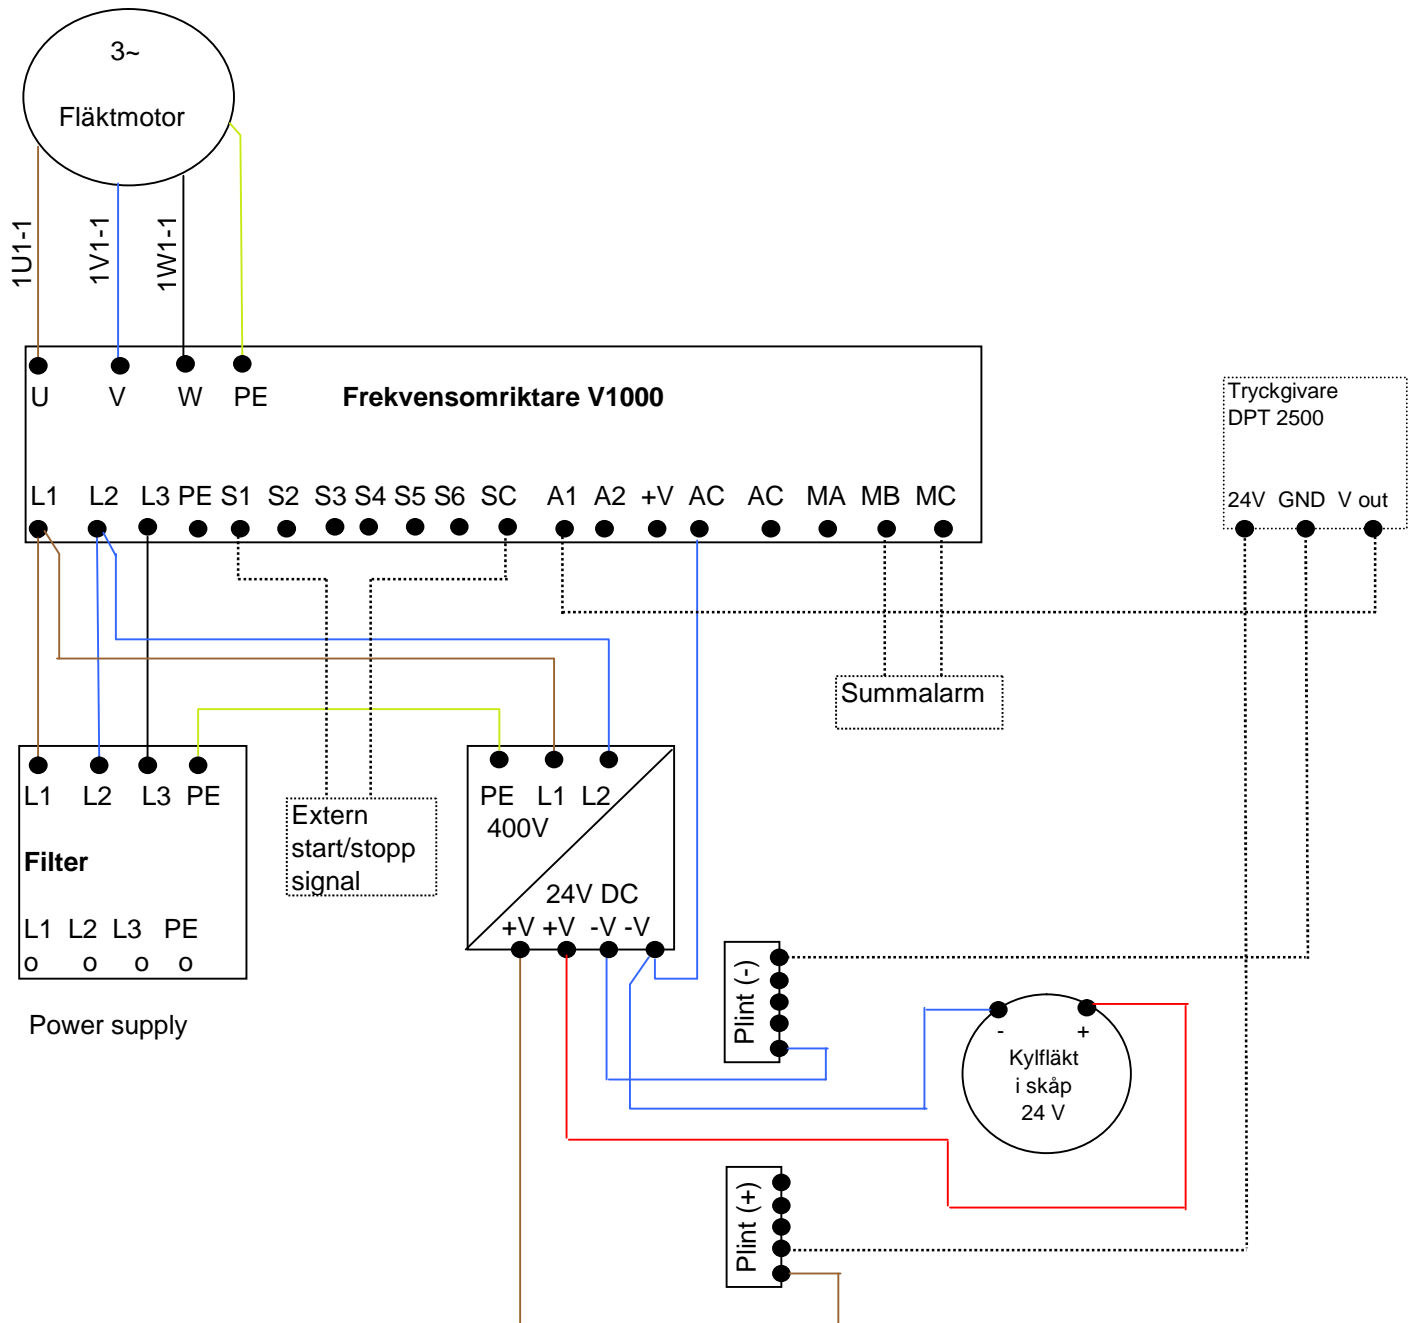 3~
Fläktmotor
1U1-1
1V1-1
1W1-1
U V W PE
Frekvensomriktare V1000
L1 L2 L3 PE S1 S2 S3 S4 S5 S6 SC A1 A2 +V AC AC MA MB MC
Tryckgivare
DPT 2500
24V GND V out
Summalarm
L1 L2 L3 PE
Filter
L1 L2 L3 PE
o o o o
Power supply
Extern
start/stopp
signal
PE L1 L2
400V
24V DC
+V +V -V -V
Plint (-)
- +
Kylfläkt
i skåp
24 V
Plint (+)